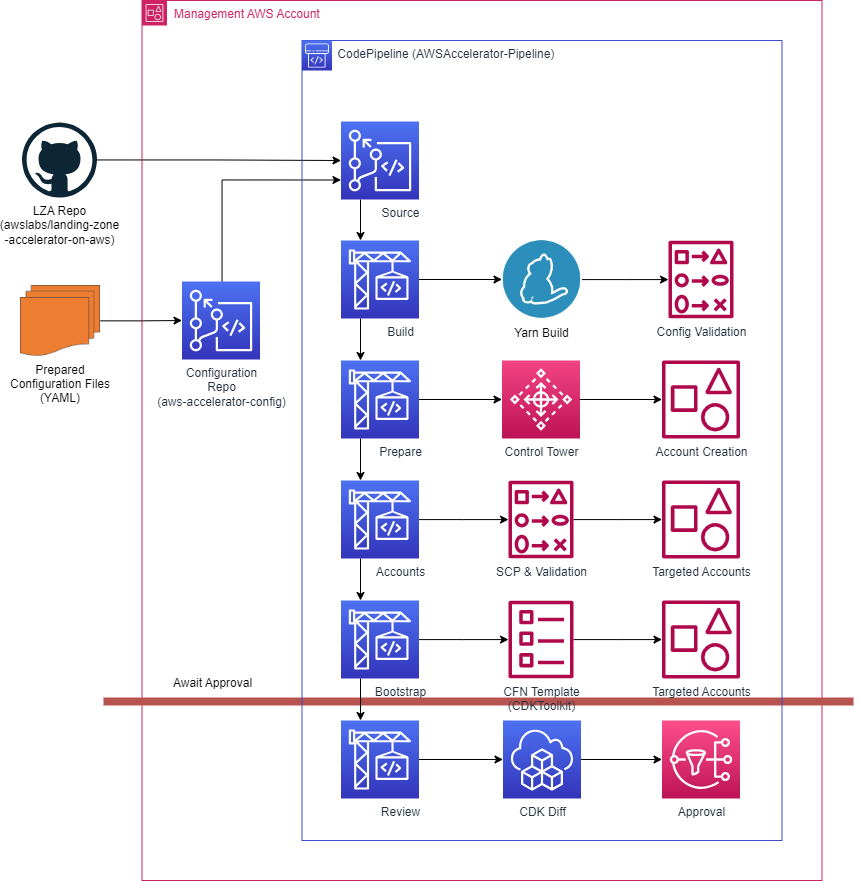 Management AWS Account
CodePipeline (AWSAccelerator-Pipeline)
LZA Repo
(awslabs/landing-zone
-accelerator-on-aws)
Source
Build
Yarn Build
Config Validation
Prepared
Configuration Files
(YAML)
Configuration
Repo
(aws-accelerator-config)
Prepare
Control Tower
Account Creation
Accounts
SCP & Validation
Targeted Accounts
Await Approval
Bootstrap
CFN Template
(CDKToolkit)
Targeted Accounts
Review
CDK Diff
Approval